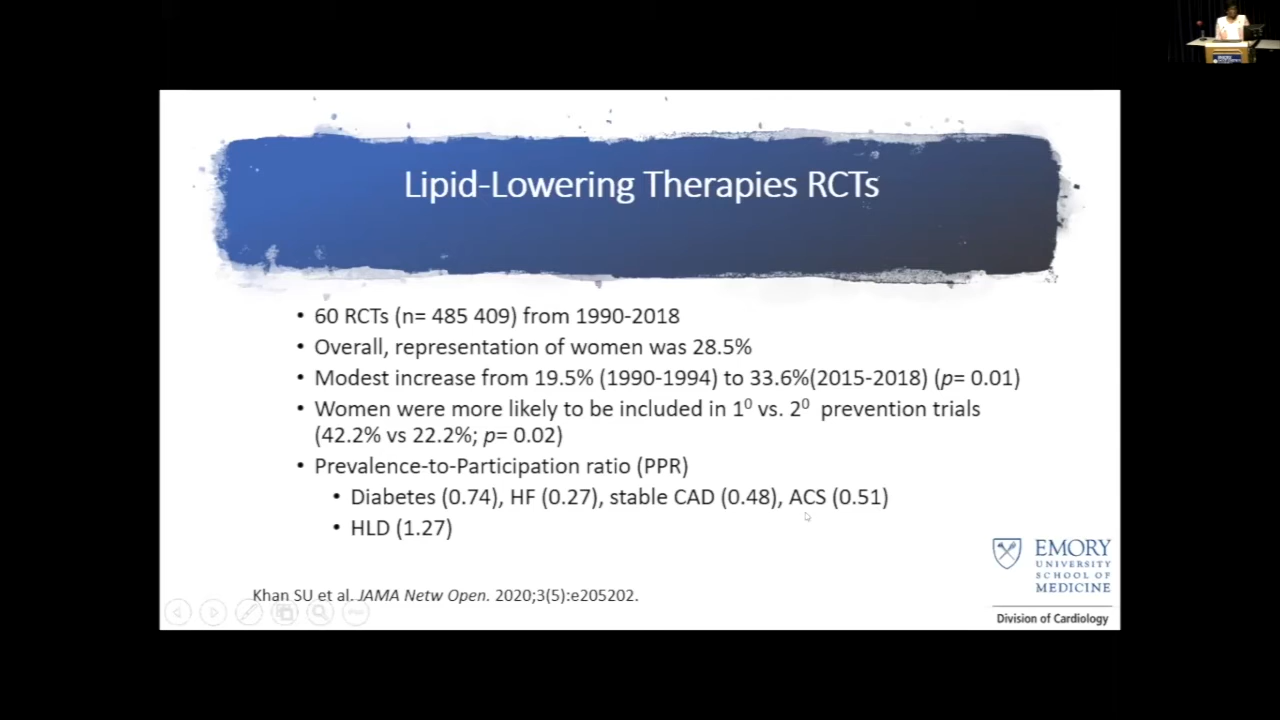 Lipid-Lowering Therapies RCTs
• 60 RCTs (n= 485 409) from 1990-2018
• Overall, representation of women was 28.5%
• Modest increase from 19.5% (1990-1994) to 33.6%(2015-2018) (p= 0.01)
• Women were more likely to be included in 1⁰ vs. 2⁰ prevention trials
(42.2% vs 22.2%; p= 0.02)
• Prevalence-to-Participation ratio (PPR)
• Diabetes (0.74), HF (0.27), stable CAD (0.48), ACS (0.51)
• HLD (1.27)
Khan SU et al. JAMA Netw Open. 2020;3(5):e205202.
EMORY
UNIVERSITY
SCHOOL OF
MEDICINE
Division of Cardiology